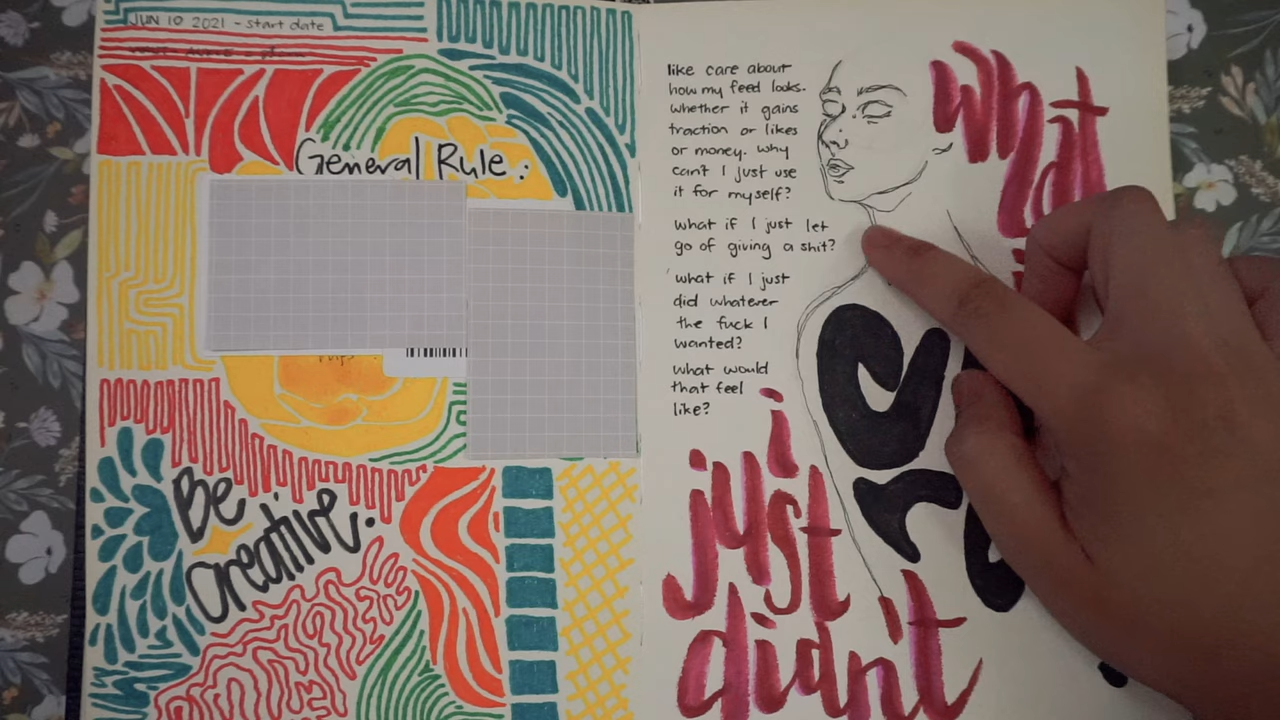 JUN 10 2021 - start date
General Rule:
Be
creative.
like care about
how my feed looks.
Whether it gains
traction or likes
or money. Why
can't I just use
it for myself?
what if I just let
go of giving a shit?
what if I just
did whatever
the fuck I
wanted?
what would
that feel
like?
what
if
i
just
didn't